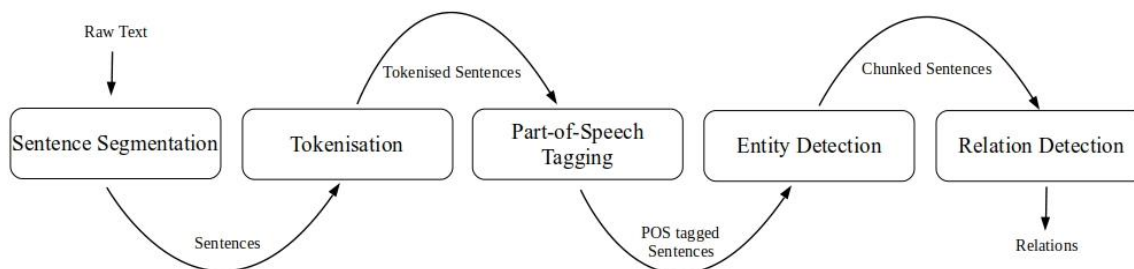 Raw Text
Sentence Segmentation
Sentences
Tokenisation
Tokenised Sentences
Part-of-Speech
Tagging
POS tagged
Sentences
Entity Detection
Chunked Sentences
Relation Detection
Relations